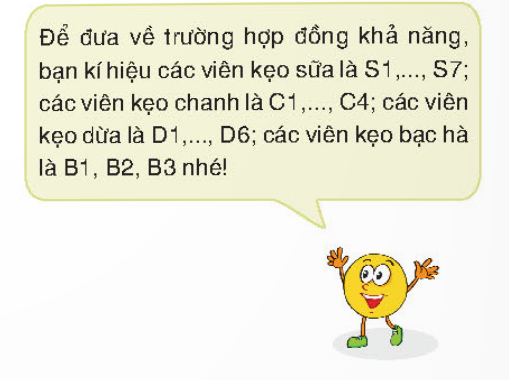 Để đưa về trường hợp đồng khả năng,
bạn kí hiệu các viên kẹo sữa là S1,..., S7;
các viên kẹo chanh là C1,..., C4; các viên
kẹo dừa là D1,..., D6; các viên kẹo bạc hà
là B1, B2, B3 nhé!